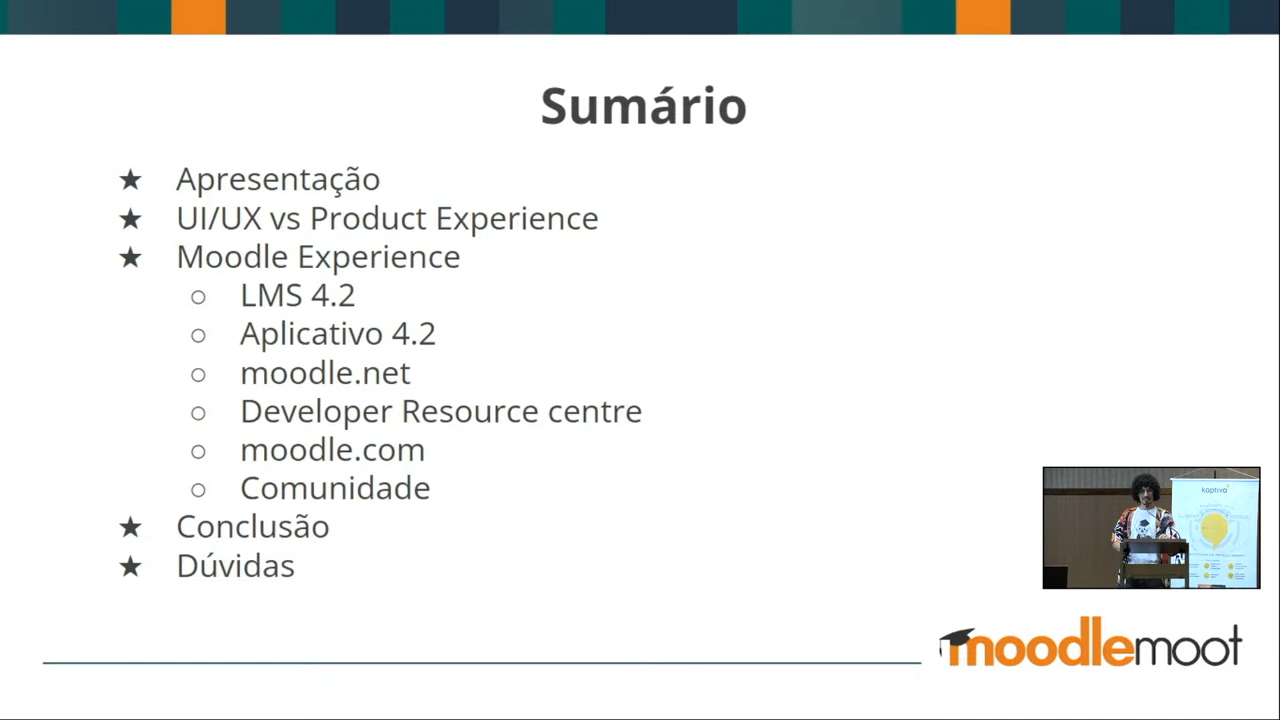 Sumário
★ Apresentação
★ UI/UX vs Product Experience
★ Moodle Experience
○ LMS 4.2
○ Aplicativo 4.2
○ moodle.net
○ Developer Resource centre
○ moodle.com
○ Comunidade
★ Conclusão
★ Dúvidas
kaptiva
moodlemoot